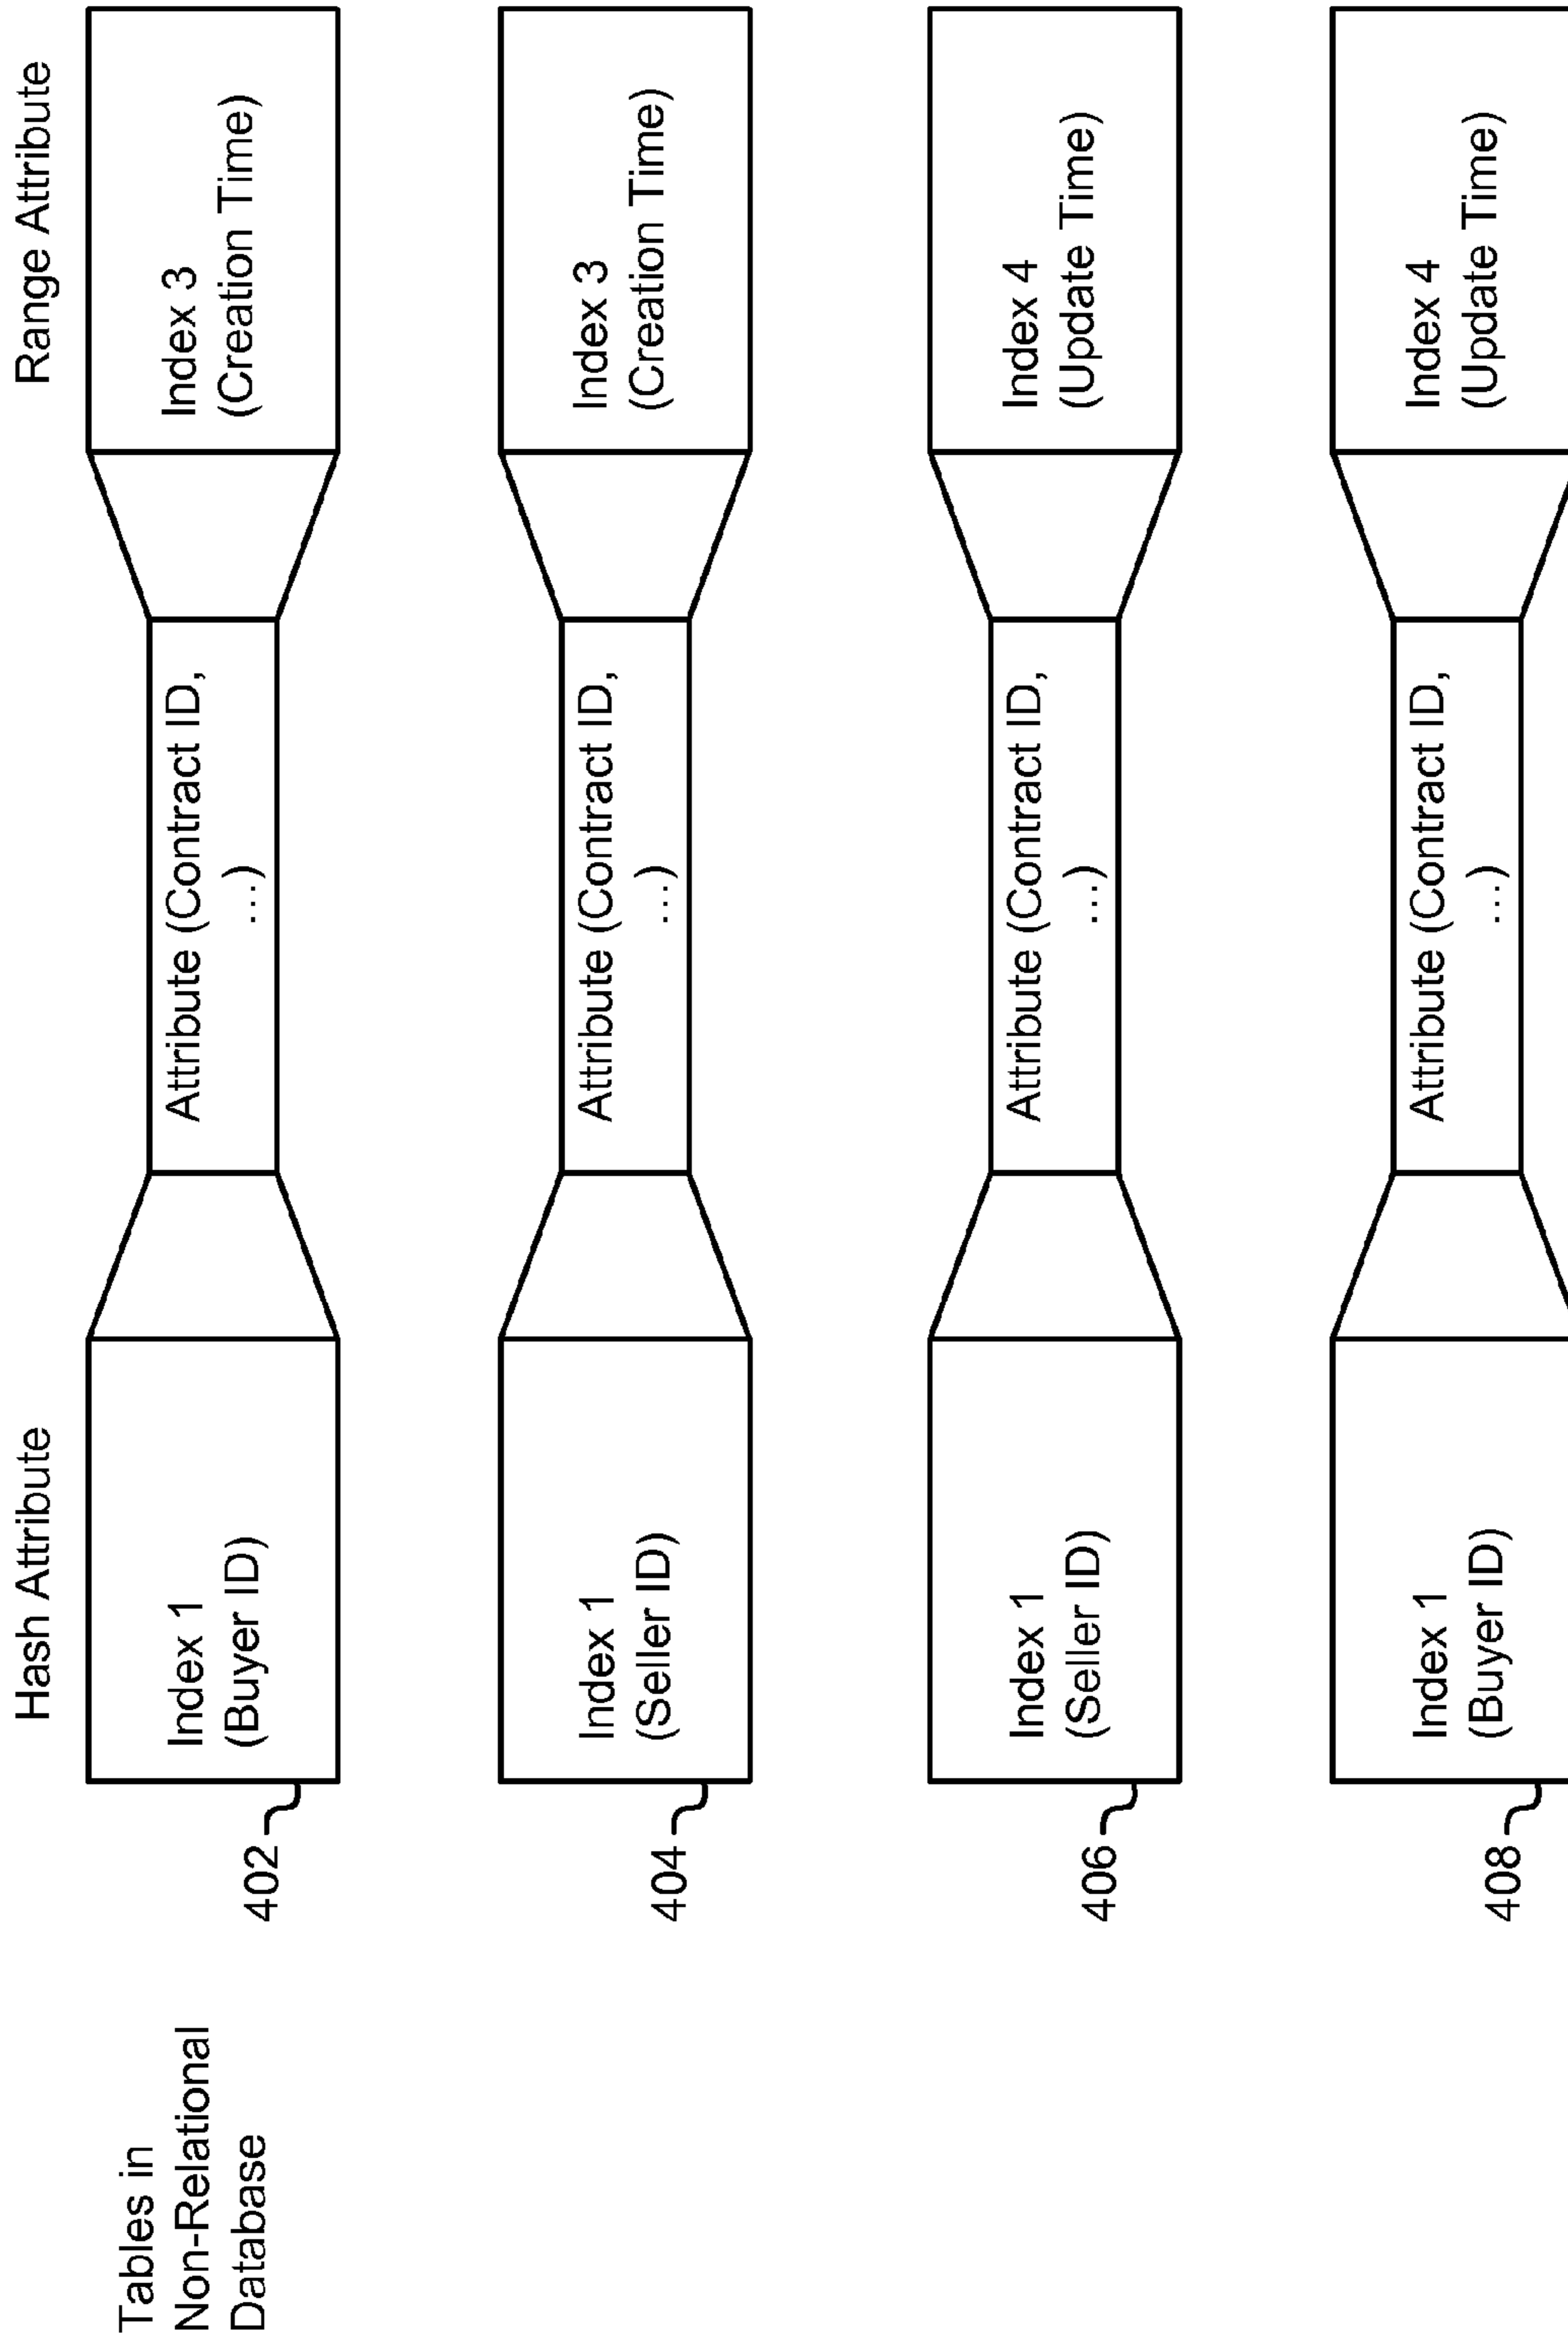 Hash Attribute
Range Attribute
Tables in
Non-Relational
Database
402
Index 1
(Buyer ID)
Attribute (Contract ID,
...)
Index 3
(Creation Time)
404
Index 1
(Seller ID)
Attribute (Contract ID,
...)
Index 3
(Creation Time)
406
Index 1
(Seller ID)
Attribute (Contract ID,
...)
Index 4
(Update Time)
408
Index 1
(Buyer ID)
Attribute (Contract ID,
...)
Index 4
(Update Time)